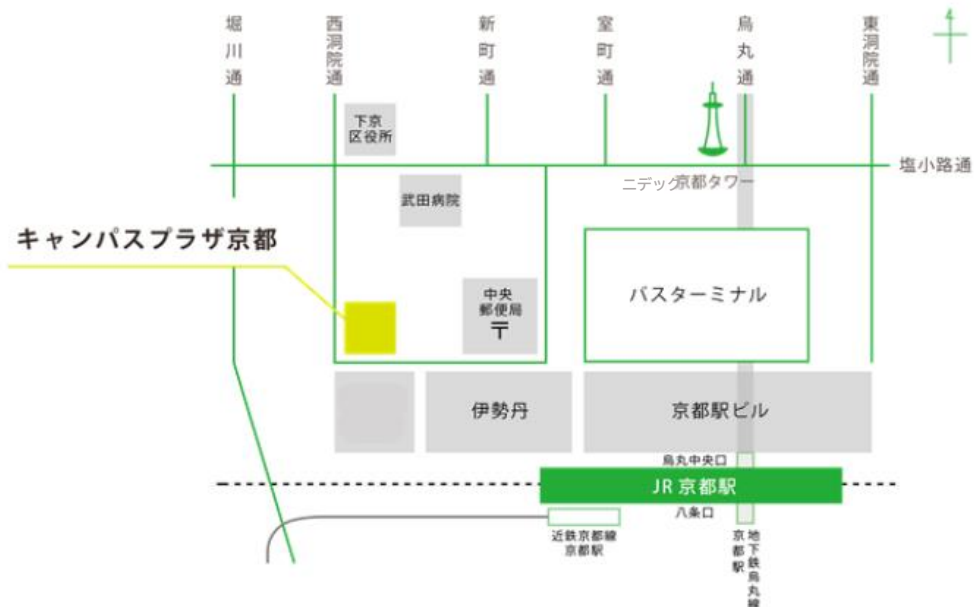 堀川通
西洞院通
新町通
室町通
烏丸通
東洞院通
4
下京
区役所
塩小路通
ニデック京都タワー
武田病院
キャンパスプラザ京都
中央
郵便局
〒
バスターミナル
伊勢丹
京都駅ビル
烏丸中央口
JR 京都駅
八条口
近鉄京都線
京都駅
地下鉄烏丸線
京都駅